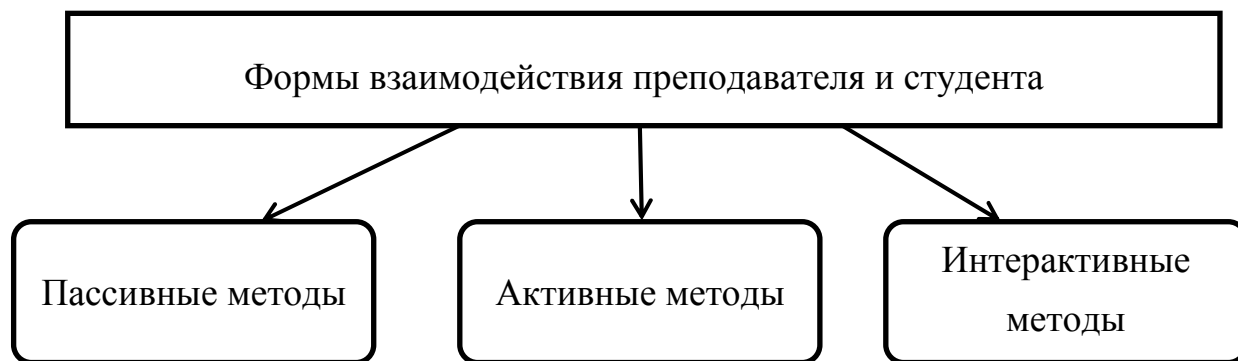 Формы взаимодействия преподавателя и студента
Пассивные методы
Активные методы
Интерактивные
методы